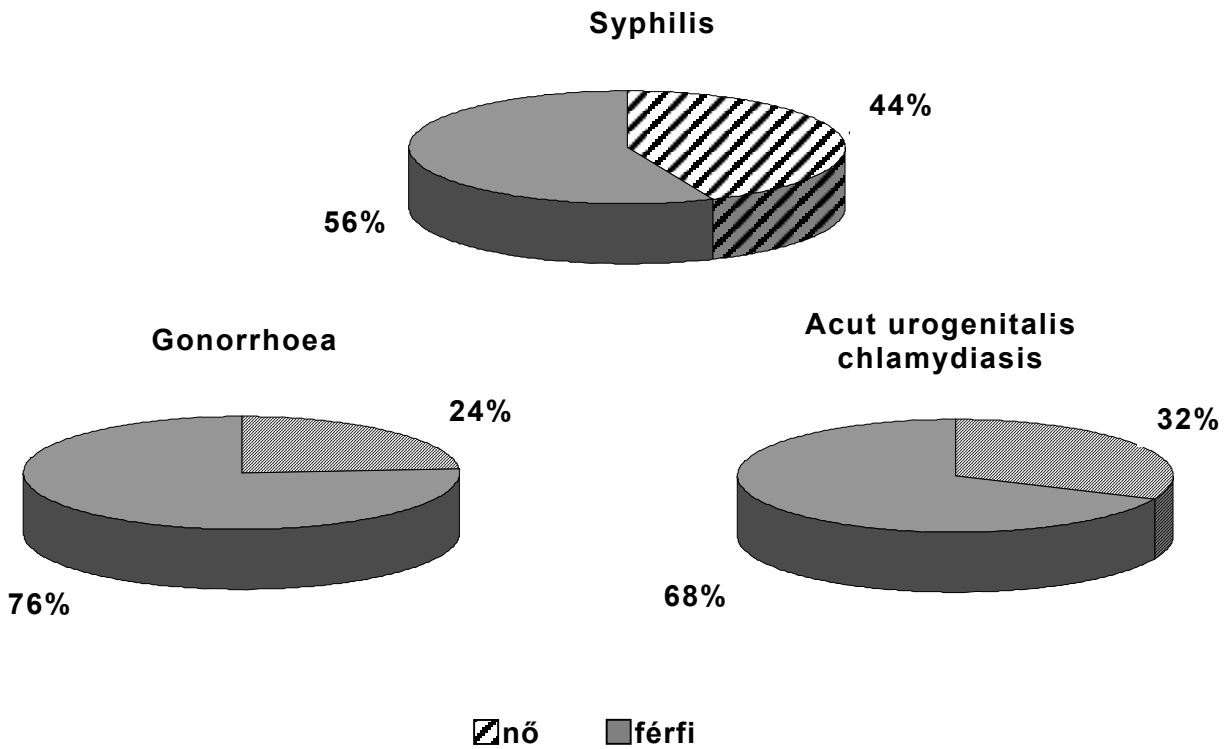 Syphilis
44%
56%
Gonorrhoea
24%
76%
Acut urogenitalis
chlamydiasis
32%
68%
nő férfi